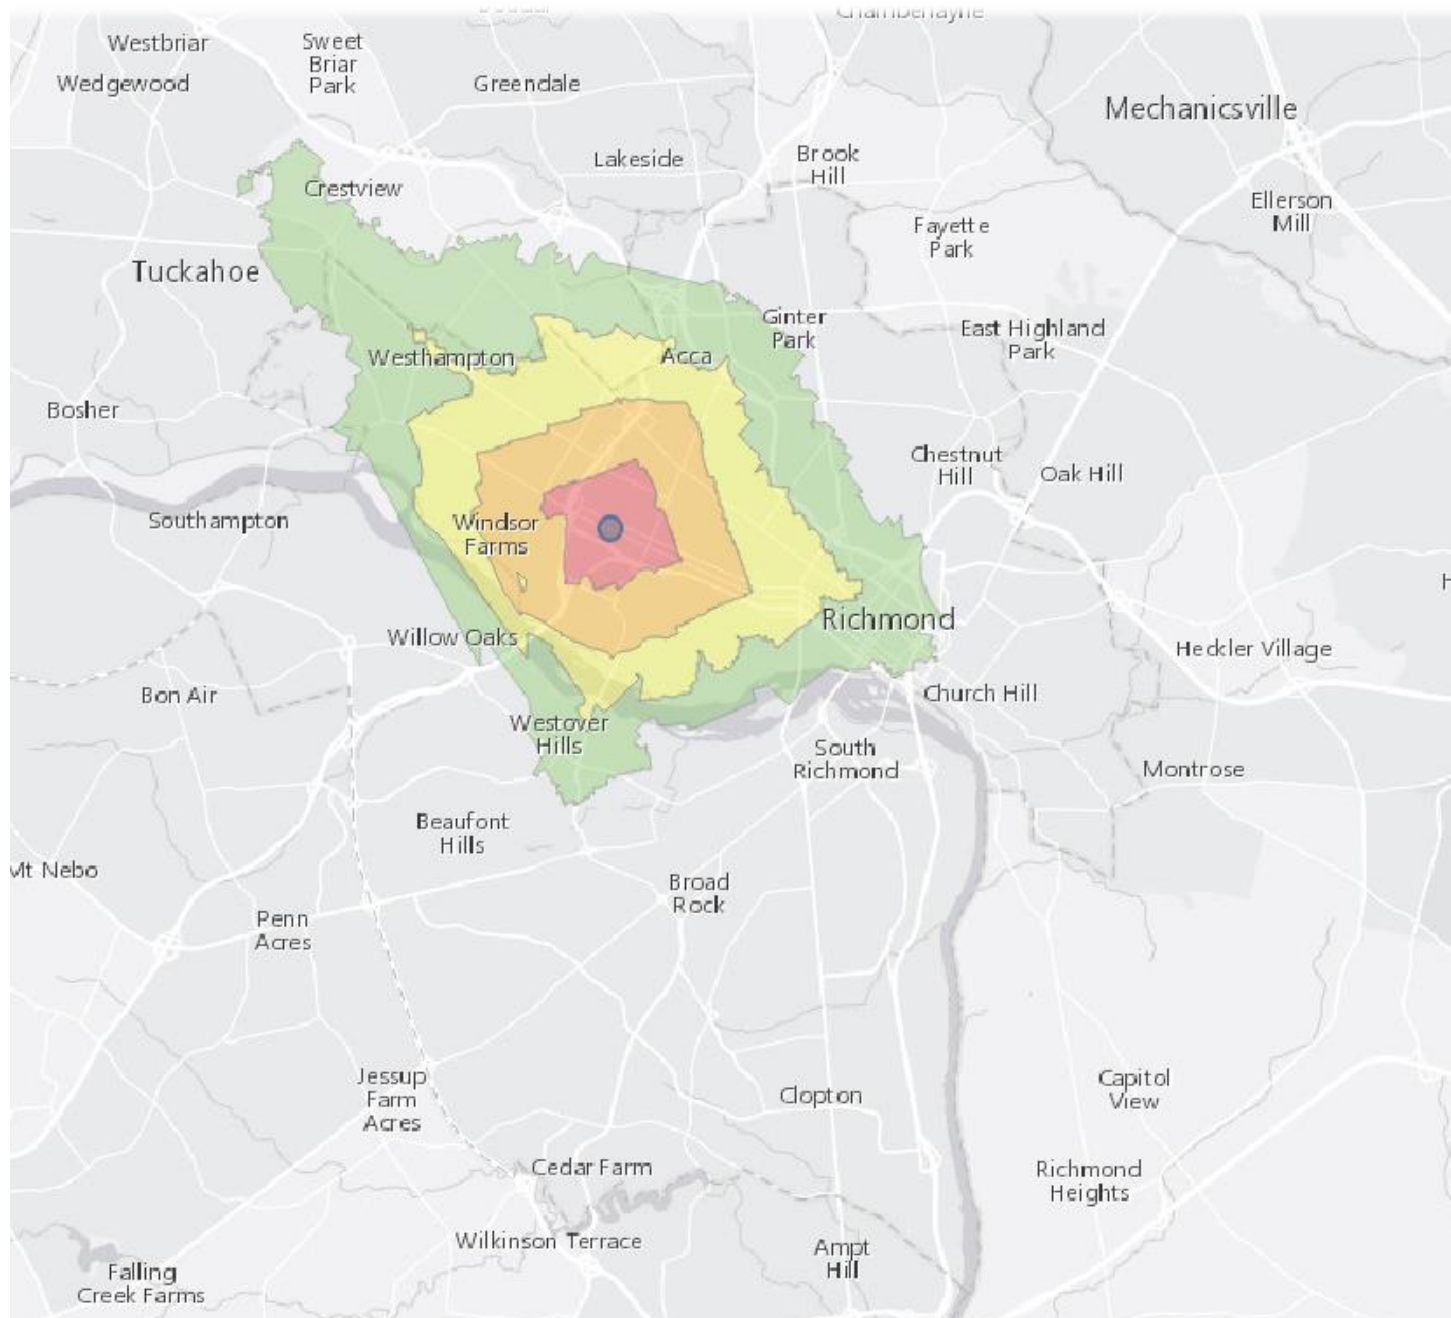 Chamberlayne
Westbriar
Sweet
Briar
Park
Wedgewood
Greendale
Mechanicsville
Lakeside
Brook
Hill
Crestview
Ellerson
Mill
Fayette
Park
Tuckahoe
Ginter
Park
East Highland
Park
Westhampton
Acca
Bosher
Chestnut
Hill
Oak Hill
Southampton
Windsor
Farms
Richmond
Willow Oaks
Heckler Village
Bon Air
Church Hill
Westover
Hills
South
Richmond
Montrose
Beaufont
Hills
Mt Nebo
Broad
Rock
Penn
Acres
Jessup
Farm
Acres
Clopton
Capitol
View
Cedar Farm
Richmond
Heights
Wilkinson Terrace
Ampt
Hill
Falling
Creek Farms